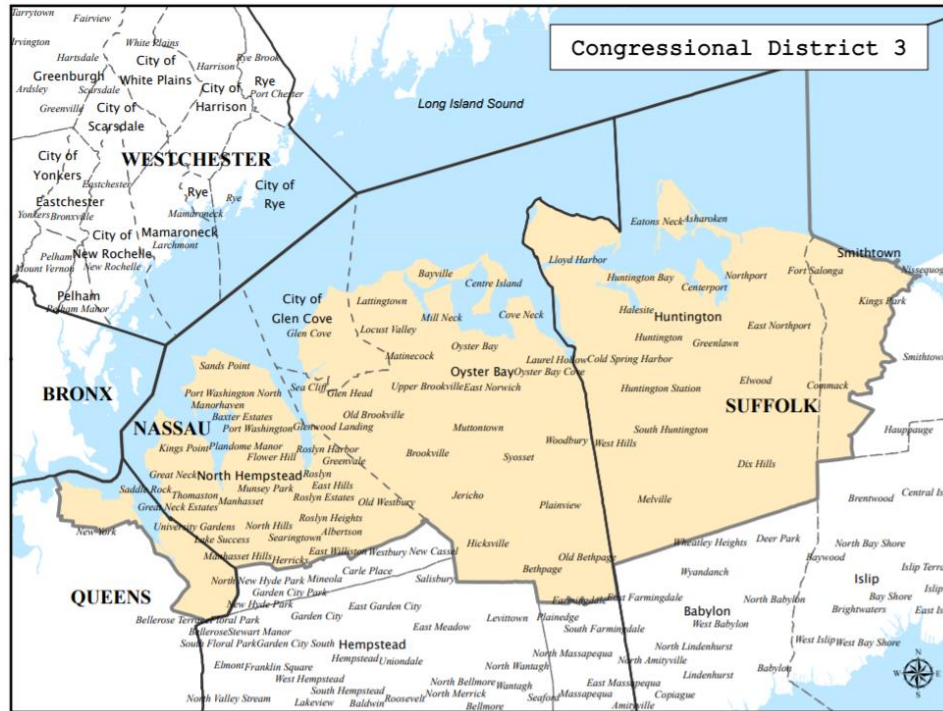 Congressional District 3
Tarrytown
Fairview
Irvington
White Plains
Hartsdale
City of
White Plains
Harrison
Rye Brook
Greenburgh
Ardsley
Scarsdale
Rye
Port Chester
City of
Harrison
Greenville
City of
Scarsdale
Long Island Sound
City of
Yonkers
WESTCHESTER
Eastchester
Eastchester
Rye
Rye
City of
Rye
Yonkers
Bronxville
Mamaroneck
City of
New Rochelle
Mamaroneck
Larchmont
Pelham
Mount Vernon
New Rochelle
Pelham
Pelham Manor
Eatons Neck
Asharoken
Smithtown
Lloyd Harbor
Bayville
Centre Island
Huntington Bay
Northport
Fort Salonga
Centerport
City of
Glen Cove
Glen Cove
Lattingtown
Mill Neck
Cove Neck
Halesite
Huntington
Kings Park
Locust Valley
East Northport
Matinecock
Oyster Bay
Huntington
Greenlawn
Smithtown
Sands Point
Laurel Hollow
Cold Spring Harbor
Oyster Bay
Oyster Bay Cove
BRONX
Port Washington North
Manorhaven
Sea Cliff
Glen Head
Upper Brookville
East Norwich
Huntington Station
Elwood
Commack
Baxter Estates
Old Brookville
SUFFOLK
NASSAU
Port Washington
Glenwood Landing
Muttontown
South Huntington
Hauppauge
Kings Point
Plandome Manor
Flower Hill
Roslyn Harbor
Greenvale
Brookville
Woodbury
West Hills
Syosset
Dix Hills
Great Neck
North Hempstead
Roslyn
East Hills
Saddle Rock
Thomaston
Munsey Park
Roslyn Estates
Old Westbury
Jericho
Plainview
Melville
Brentwood
Great Neck Estates
Manhasset
New York
University Gardens
North Hills
Roslyn Heights
Lake Success
Searingtown
Albertson
Hicksville
Wheatley Heights
Deer Park
North Bay Shore
Manhasset Hills
Herricks
East Williston
Westbury
New Cassel
Old Bethpage
Baywood
Bethpage
Wyandanch
Islip
QUEENS
North New Hyde Park
Mineola
Carle Place
Salisbury
Garden City Park
New Hyde Park
East Garden City
Farmingdale
East Farmingdale
North Babylon
Bay Shore
Babylon
Brightwaters
Bellerose Terrace
Floral Park
Garden City
Levittown
Plainedge
West Babylon
Bellerose
Stewart Manor
East Meadow
South Farmingdale
South Floral Park
Garden City South
Hempstead
North Massapequa
North Lindenhurst
West Islip
West Bay Shore
Elmont
Franklin Square
Hempstead
Uniondale
North Wantagh
North Amityville
Babylon
West Hempstead
North Bellmore
Wantagh
East Massapequa
Lindenhurst
South Hempstead
North Merrick
Seaford
Massapequa
Copiague
North Valley Stream
Lakeview
Baldwin
Roosevelt
Bellmore
Amityville
N
W
E
S